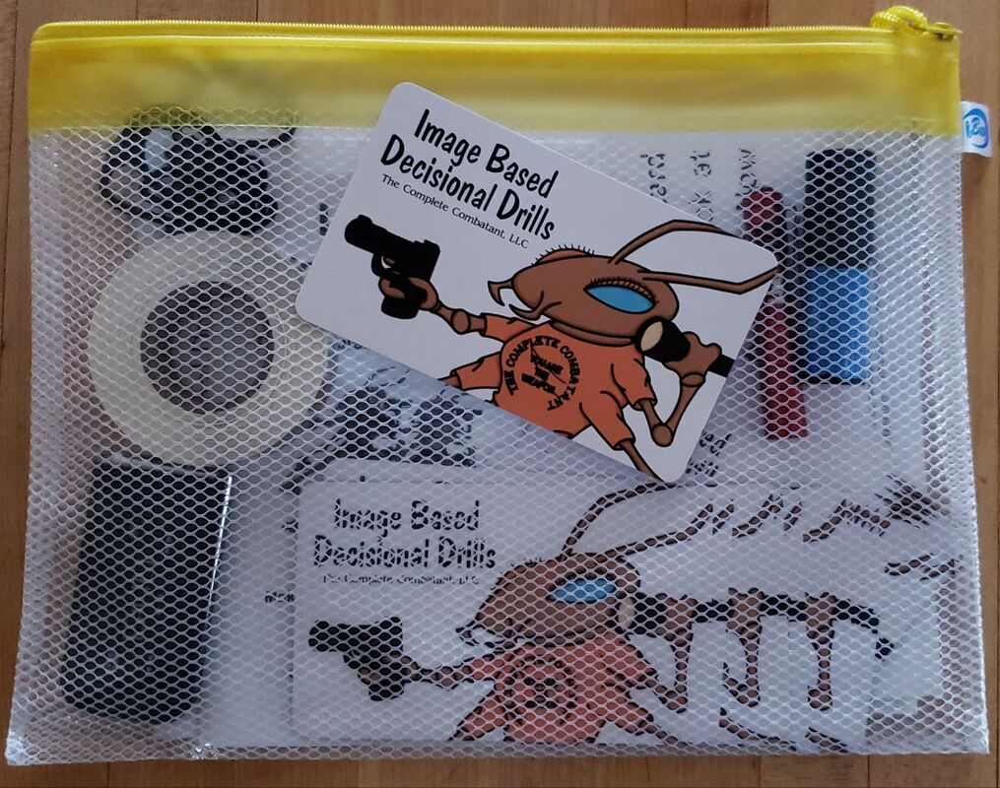 Image Based
Decisional Drills
The Complete Combatant, LLC
THE COMPLETE COMBATANT
SQUARE
THE
WEAPON
Image Based
Decisional Drills
The Complete Combatant, LLC